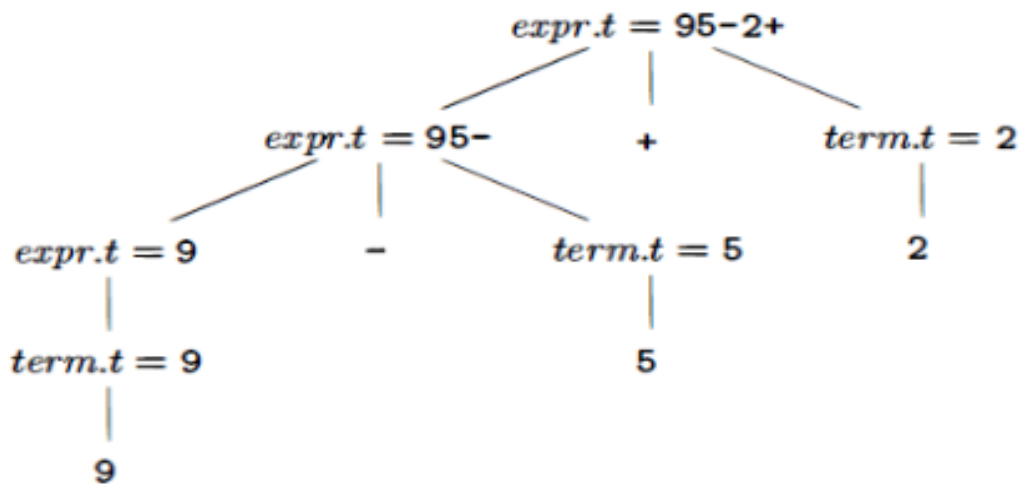 expr.t = 95-2+
expr.t = 95- + term.t = 2
expr.t = 9 - term.t = 5 2
term.t = 9 5
9